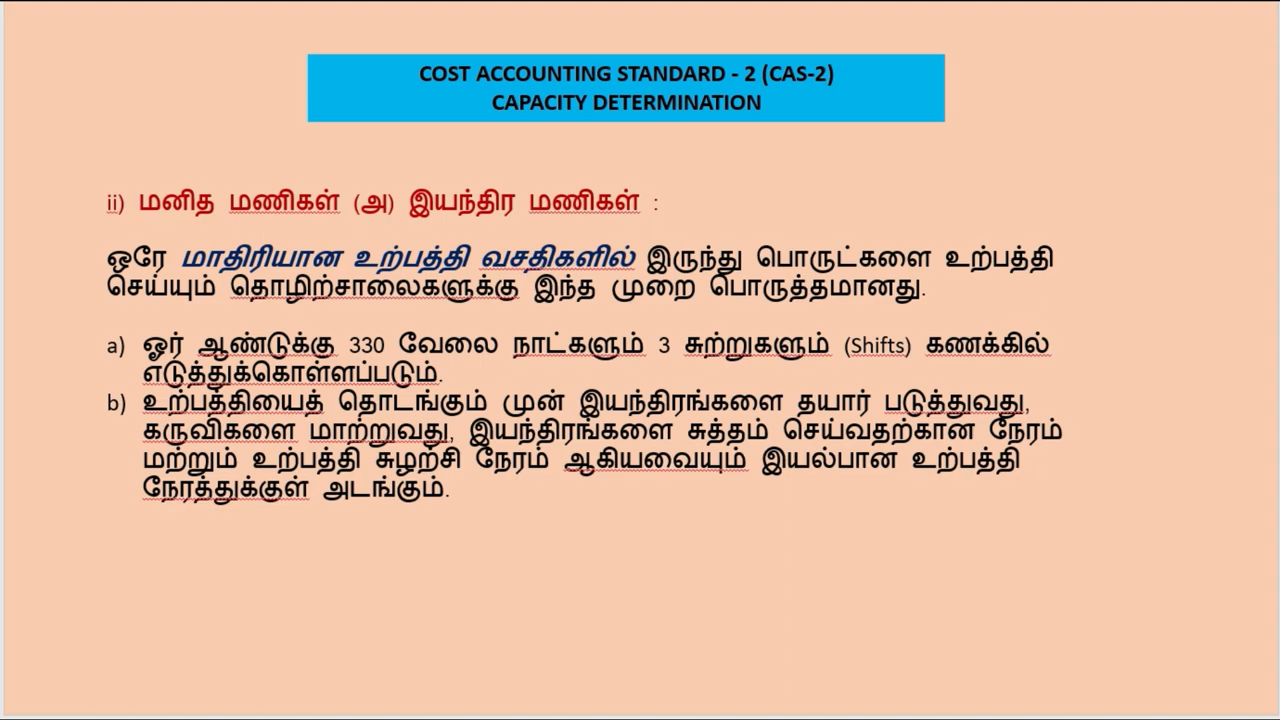 COST ACCOUNTING STANDARD - 2 (CAS-2)
CAPACITY DETERMINATION
ii) மனித மணிகள் (அ) இயந்திர மணிகள் :
ஒரே மாதிரியான உற்பத்தி வசதிகளில் இருந்து பொருட்களை உற்பத்தி
செய்யும் தொழிற்சாலைகளுக்கு இந்த முறை பொருத்தமானது.
a) ஓர் ஆண்டுக்கு 330 வேலை நாட்களும் 3 சுற்றுகளும் (Shifts) கணக்கில்
எடுத்துக்கொள்ளப்படும்.
b) உற்பத்தியைத் தொடங்கும் முன் இயந்திரங்களை தயார் படுத்துவது,
கருவிகளை மாற்றுவது, இயந்திரங்களை சுத்தம் செய்வதற்கான நேரம்
மற்றும் உற்பத்தி சுழற்சி நேரம் ஆகியவையும் இயல்பான உற்பத்தி
நேரத்துக்குள் அடங்கும்.